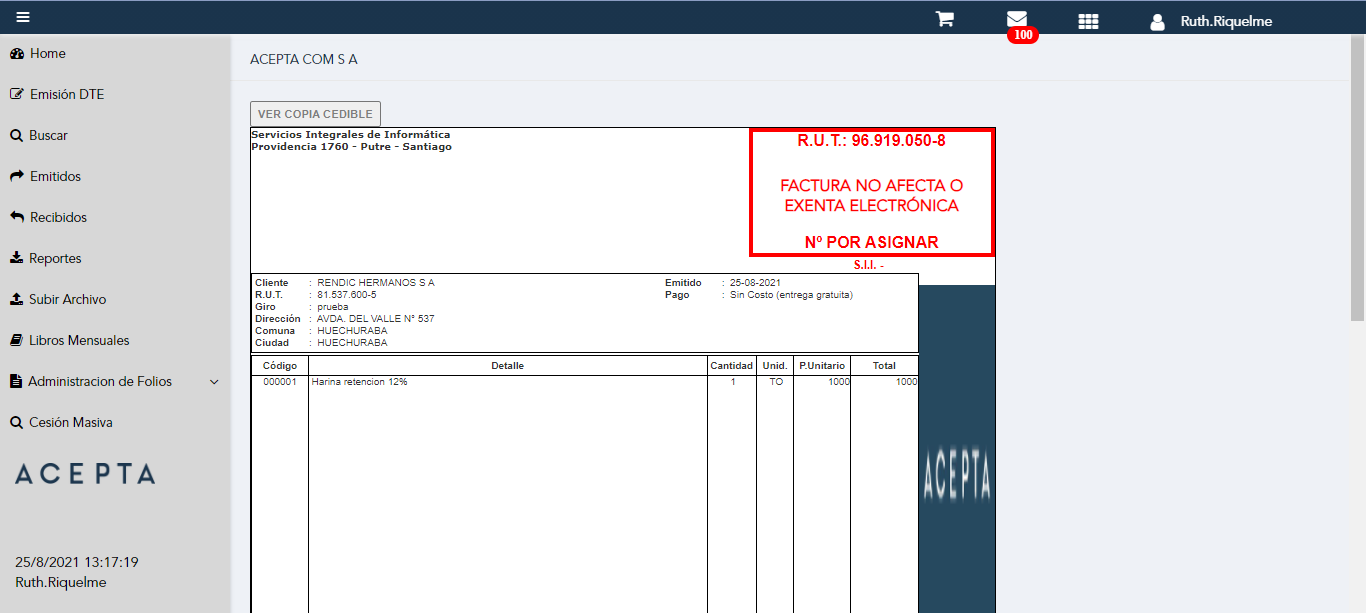 Ruth.Riquelme
100
Home
Emisión DTE
Buscar
Emitidos
Recibidos
Reportes
Subir Archivo
Libros Mensuales
Administracion de Folios
Cesión Masiva
ACEPTA
25/8/2021 13:17:19
Ruth.Riquelme
ACEPTA COM S A
VER COPIA CEDIBLE
Servicios Integrales de Informática
Providencia 1760 - Putre - Santiago
R.U.T.: 96.919.050-8
FACTURA NO AFECTA O
EXENTA ELECTRÓNICA
Nº POR ASIGNAR
S.I.I. -
Cliente : RENDIC HERMANOS S A Emitido : 25-08-2021
R.U.T. : 81.537.600-5 Pago : Sin Costo (entrega gratuita)
Giro : prueba
Dirección : AVDA. DEL VALLE N° 537
Comuna : HUECHURABA
Ciudad : HUECHURABA
Código Detalle Cantidad Unid. P.Unitario Total
000001 Harina retencion 12% 1 TO 1000 1000
ACEPTA